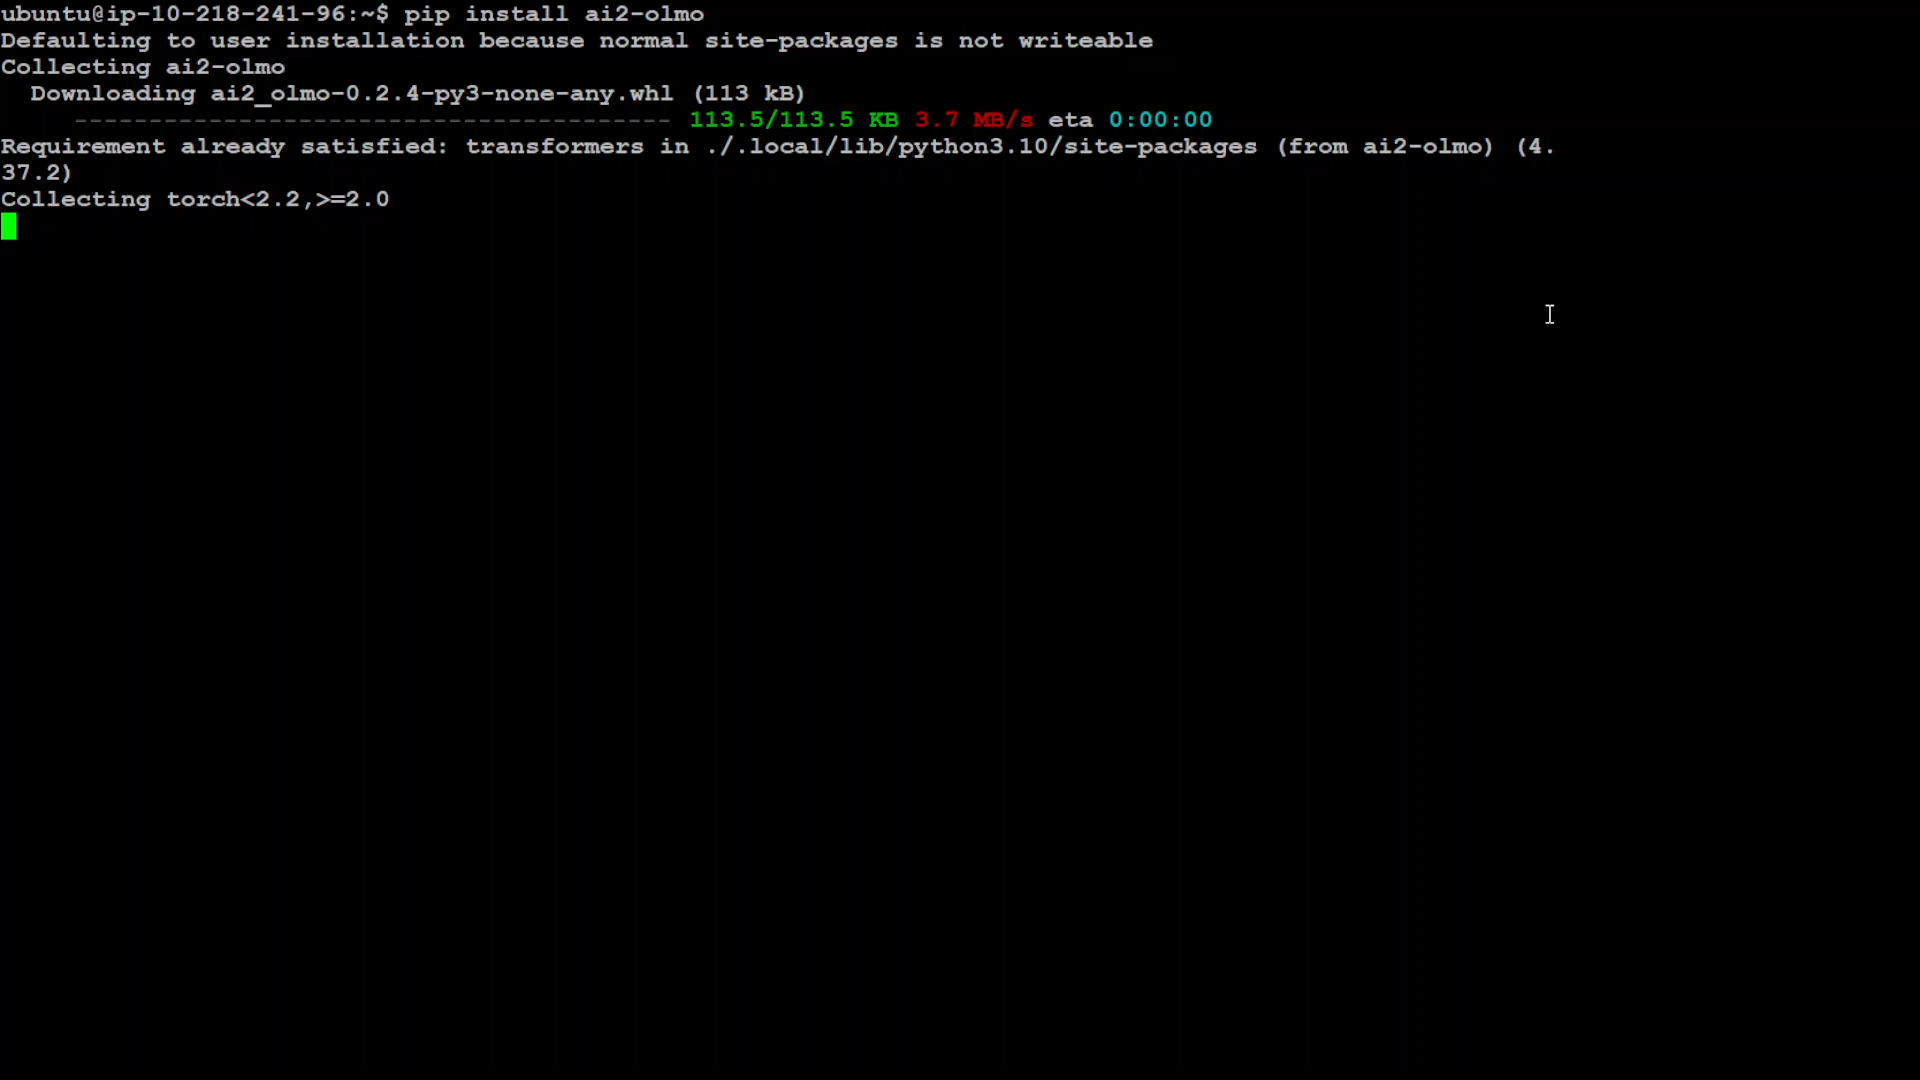 ubuntu@ip-10-218-241-96:~$ pip install ai2-olmo
Defaulting to user installation because normal site-packages is not writeable
Collecting ai2-olmo
  Downloading ai2_olmo-0.2.4-py3-none-any.whl (113 kB)
     ---------------------------------------- 113.5/113.5 KB 3.7 MB/s eta 0:00:00
Requirement already satisfied: transformers in ./.local/lib/python3.10/site-packages (from ai2-olmo) (4.
37.2)
Collecting torch<2.2,>=2.0